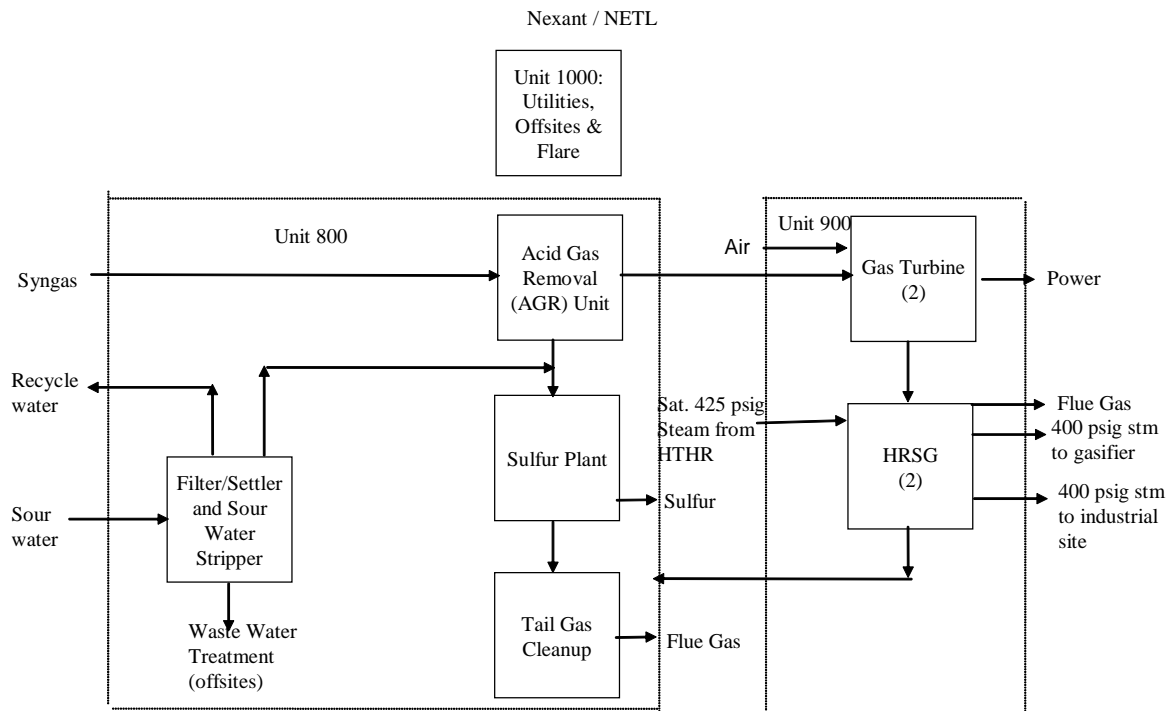 Nexant / NETL
Unit 1000:
Utilities,
Offsites &
Flare
Unit 800
Unit 900
Syngas
Acid Gas
Removal
(AGR) Unit
Air
Gas Turbine
(2)
Power
Recycle
water
Sour
water
Filter/Settler
and Sour
Water
Stripper
Waste Water
Treatment
(offsites)
Sulfur Plant
Sulfur
Tail Gas
Cleanup
Flue Gas
Sat. 425 psig
Steam from
HTHR
HRSG
(2)
Flue Gas
400 psig stm
to gasifier
400 psig stm
to industrial
site